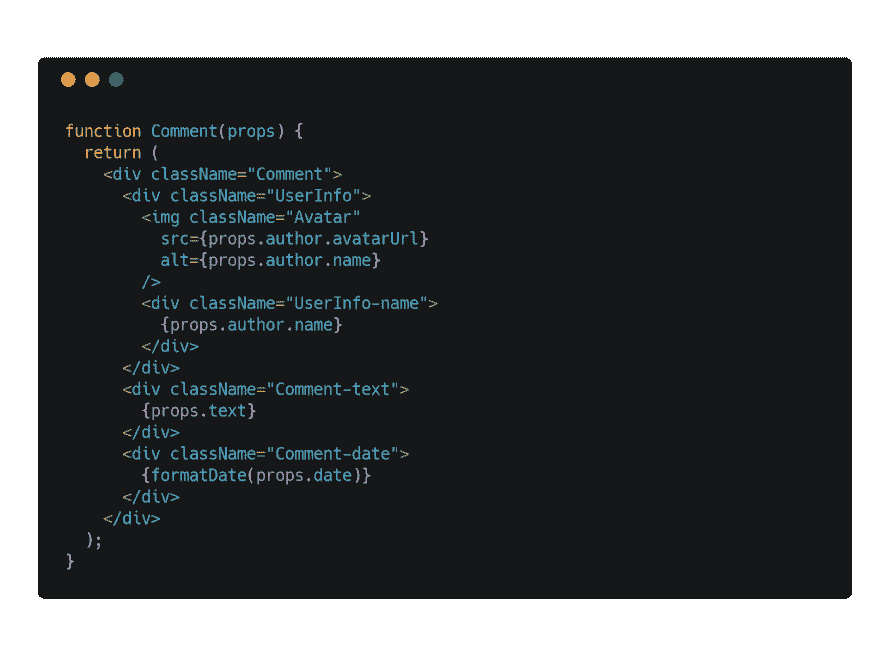 function Comment(props) {
  return (
    <div className="Comment">
      <div className="UserInfo">
        <img className="Avatar"
          src={props.author.avatarUrl}
          alt={props.author.name}
        />
        <div className="UserInfo-name">
          {props.author.name}
        </div>
      </div>
      <div className="Comment-text">
        {props.text}
      </div>
      <div className="Comment-date">
        {formatDate(props.date)}
      </div>
    </div>
  );
}